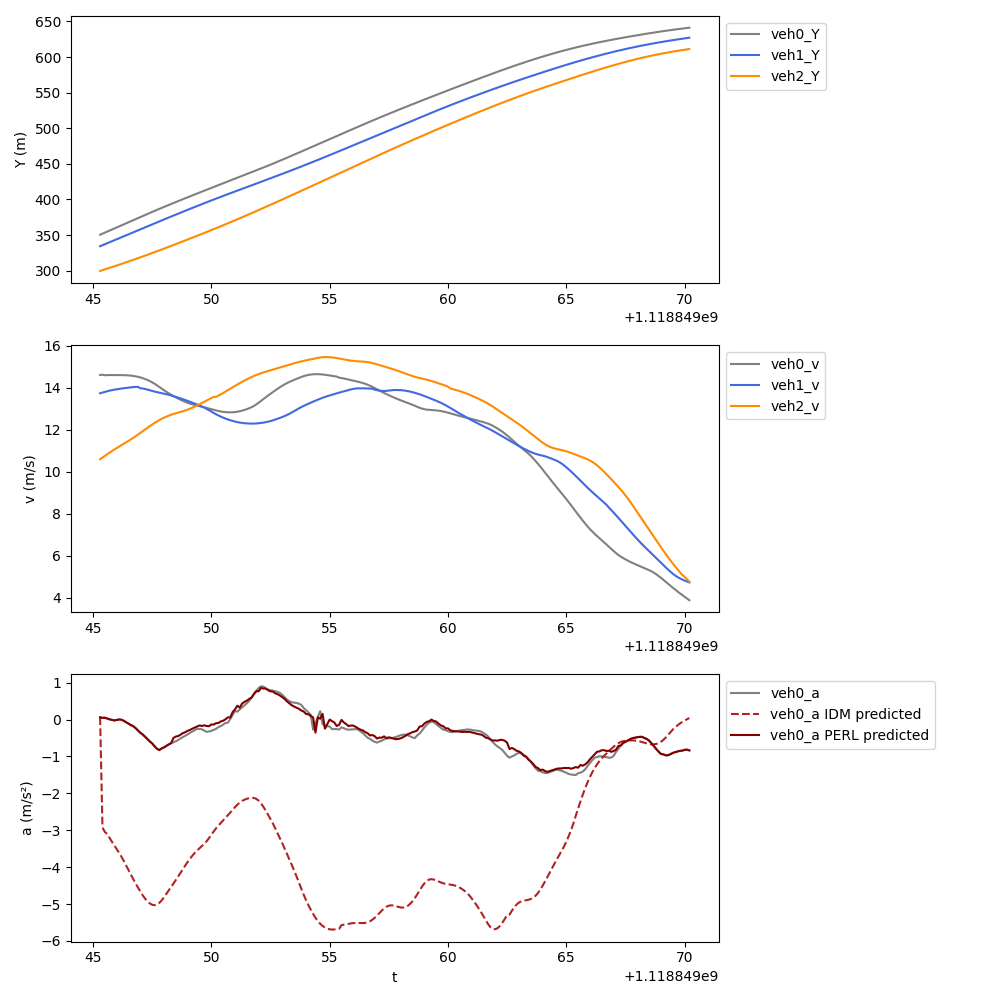 650
600
550
500
450
400
350
300
Y (m)
45 50 55 60 65 70
+1.118849e9
veh0_Y
veh1_Y
veh2_Y
16
14
12
10
8
6
4
v (m/s)
45 50 55 60 65 70
+1.118849e9
veh0_v
veh1_v
veh2_v
1
0
−1
−2
−3
−4
−5
−6
a (m/s²)
45 50 55 60 65 70
t
+1.118849e9
veh0_a
veh0_a IDM predicted
veh0_a PERL predicted